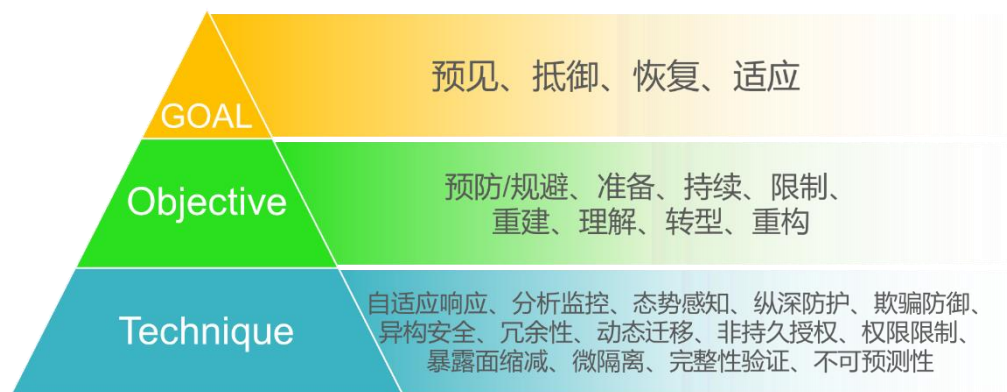 预见、抵御、恢复、适应
GOAL
Objective
预防/规避、准备、持续、限制、
重建、理解、转型、重构
Technique
自适应响应、分析监控、态势感知、纵深防护、欺骗防御、
异构安全、冗余性、动态迁移、非持久授权、权限限制、
暴露面缩减、微隔离、完整性验证、不可预测性